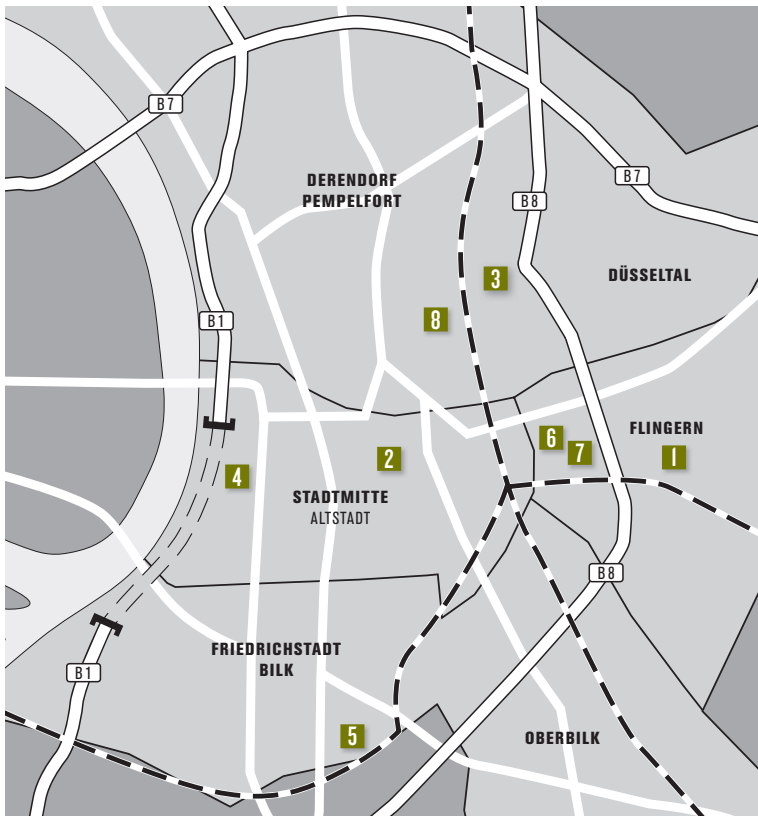 B7
DERENDORF
PEMPELFORT
B7
B8
3
DÜSSELTAL
B1
8
FLINGERN
6
7
1
2
4
STADTMITTE
ALTSTADT
B8
FRIEDRICHSTADT
BILK
B1
5
OBERBILK